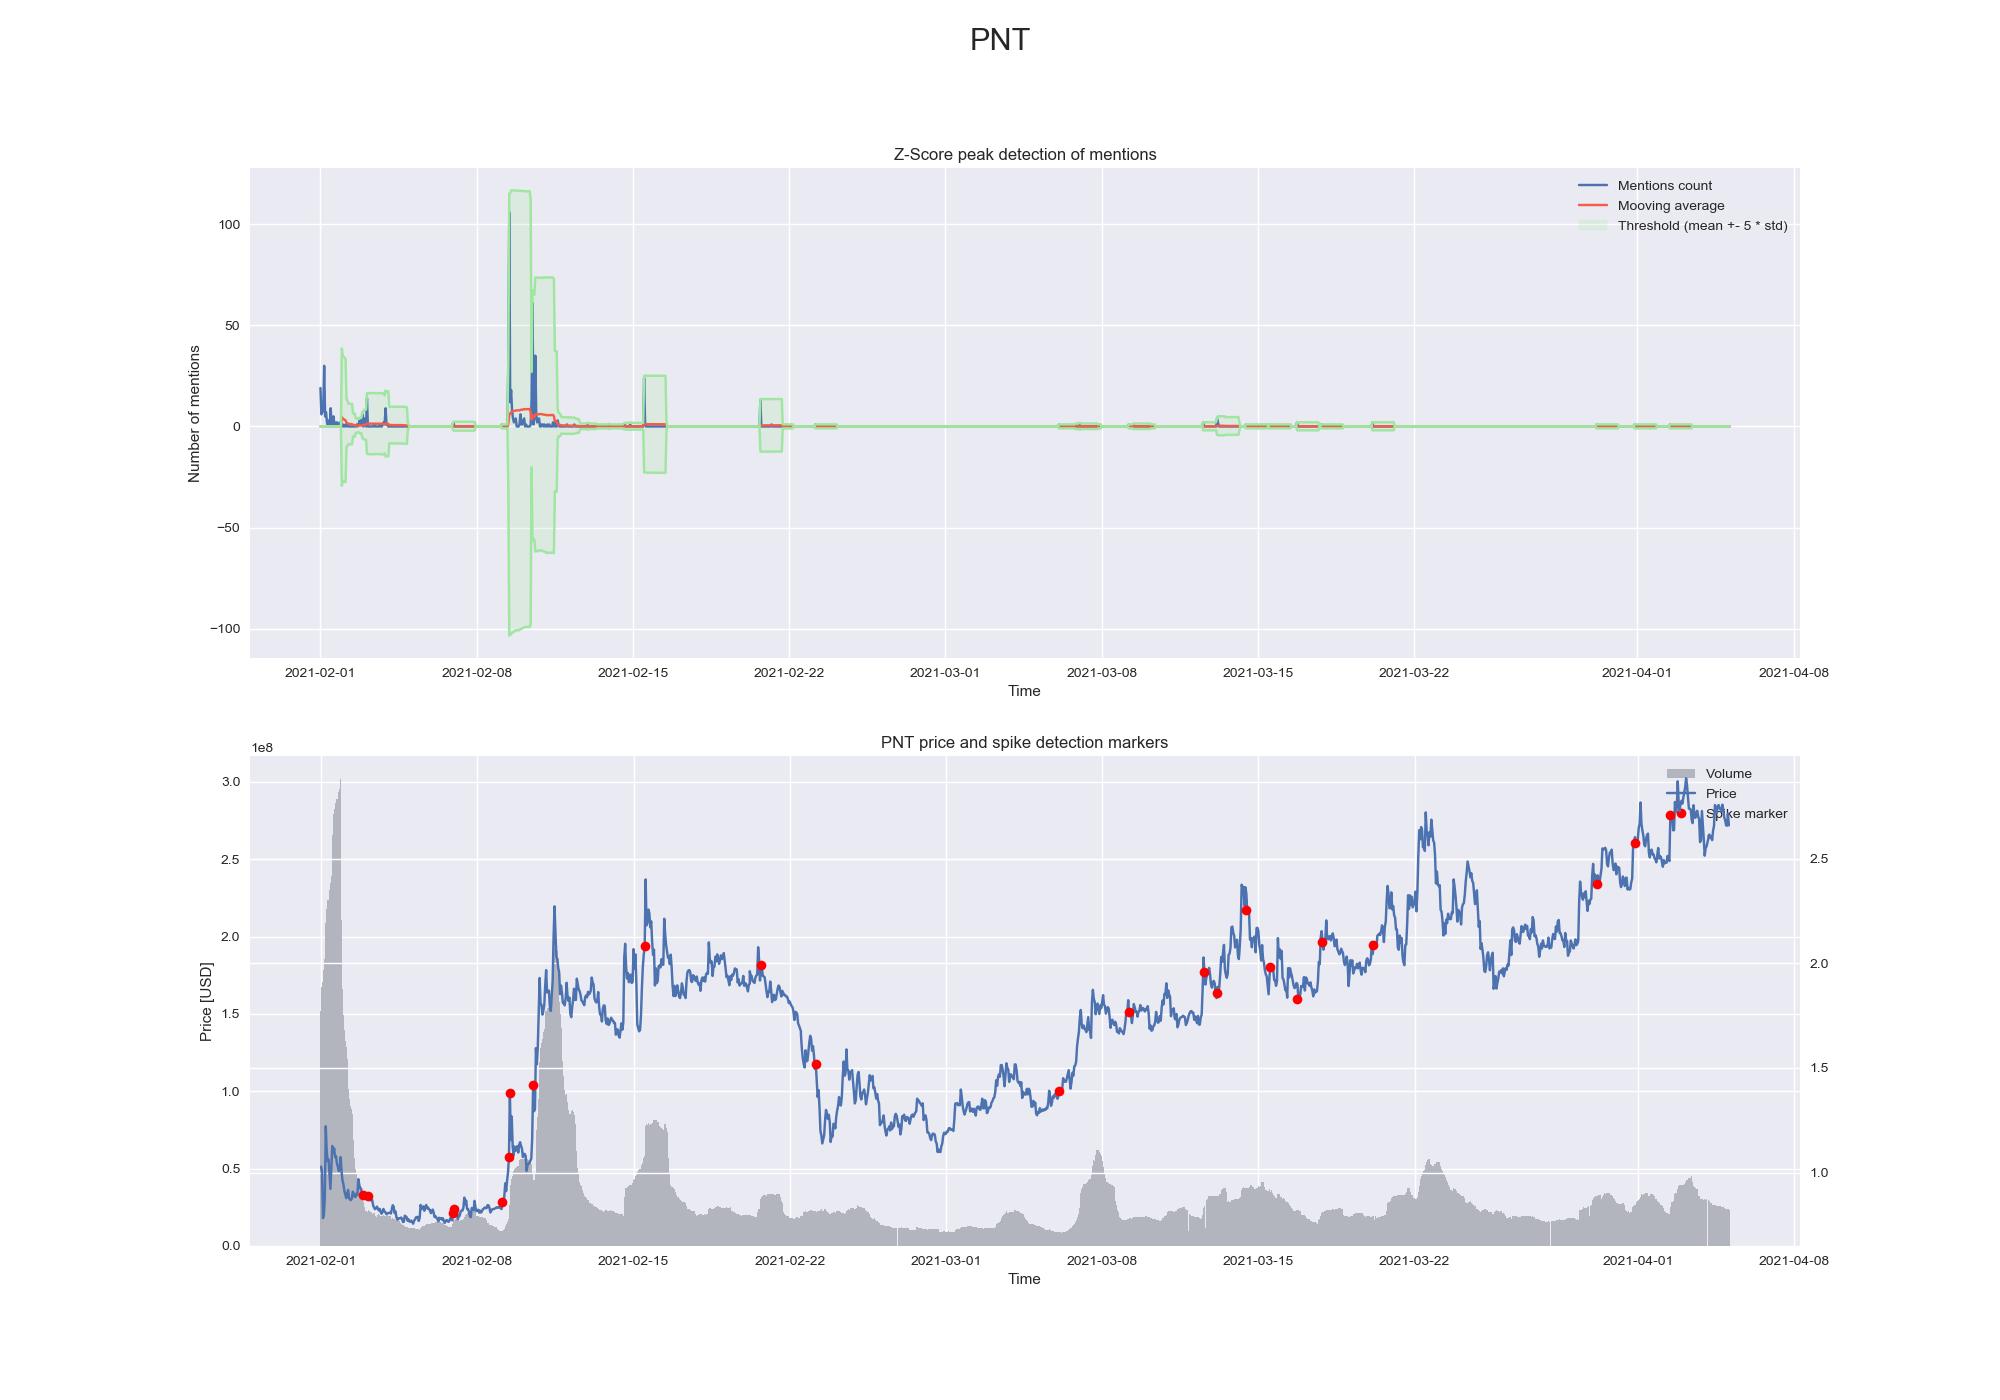 PNT
Z-Score peak detection of mentions
Mentions count
Mooving average
Threshold (mean +- 5 * std)
Number of mentions
100
50
0
−50
−100
2021-02-01 2021-02-08 2021-02-15 2021-02-22 2021-03-01 2021-03-08 2021-03-15 2021-03-22 2021-04-01 2021-04-08
Time
PNT price and spike detection markers
1e8
Volume
Price
Spike marker
Price [USD]
3.0
2.5
2.0
1.5
1.0
0.5
0.0
2.5
2.0
1.5
1.0
2021-02-01 2021-02-08 2021-02-15 2021-02-22 2021-03-01 2021-03-08 2021-03-15 2021-03-22 2021-04-01 2021-04-08
Time